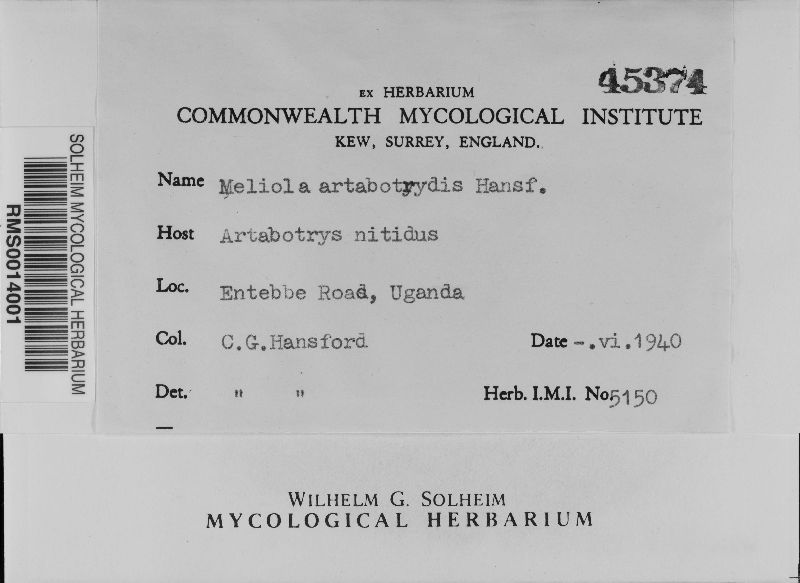 45374
EX HERBARIUM
COMMONWEALTH MYCOLOGICAL INSTITUTE
KEW, SURREY, ENGLAND.
Name Meliola artabotrydis Hansf.
Host Artabotrys nitidus
Loc. Entebbe Road, Uganda
Col. C.G.Hansford Date -.vi.1940
Det. " " Herb. I.M.I. No 5150
WILHELM G. SOLHEIM
MYCOLOGICAL HERBARIUM
SOLHEIM MYCOLOGICAL HERBARIUM
RMS0014001